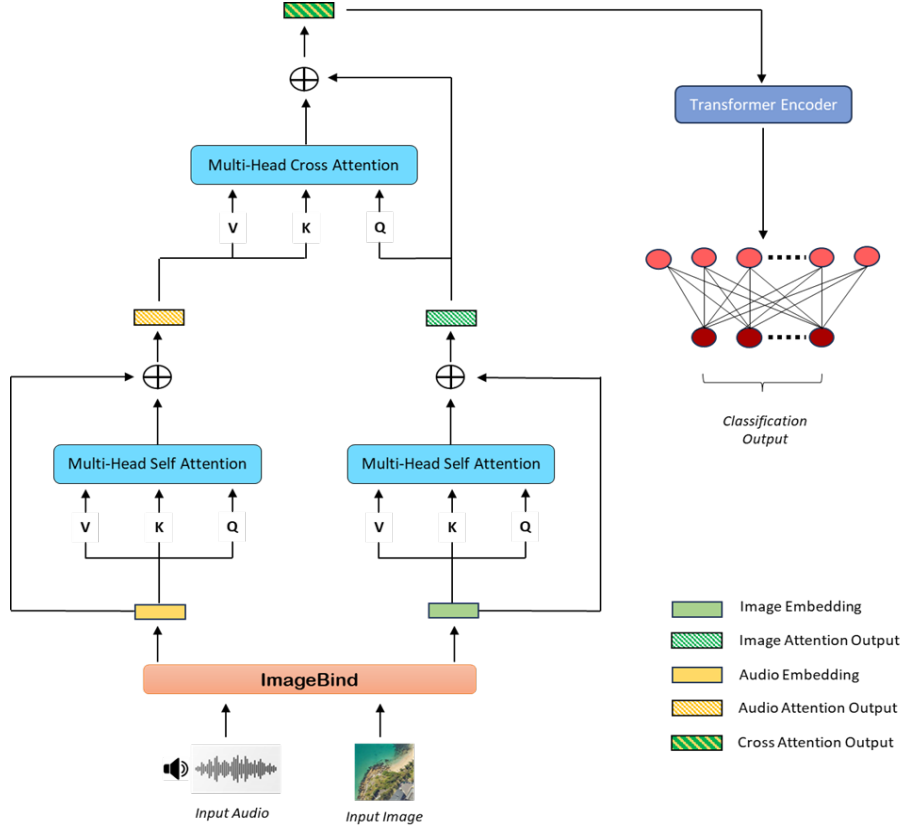 Transformer Encoder
Multi-Head Cross Attention
V K Q
Multi-Head Self Attention
V K Q
Multi-Head Self Attention
V K Q
ImageBind
Input Audio
Input Image
Classification
Output
Image Embedding
Image Attention Output
Audio Embedding
Audio Attention Output
Cross Attention Output